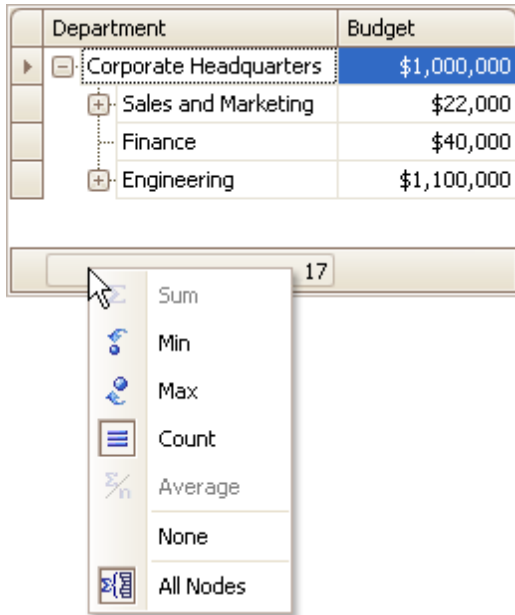 Department Budget
Corporate Headquarters $1,000,000
Sales and Marketing $22,000
Finance $40,000
Engineering $1,100,000
17
Σ Sum
Min
Max
Count
Σ/n Average
None
Σ All Nodes